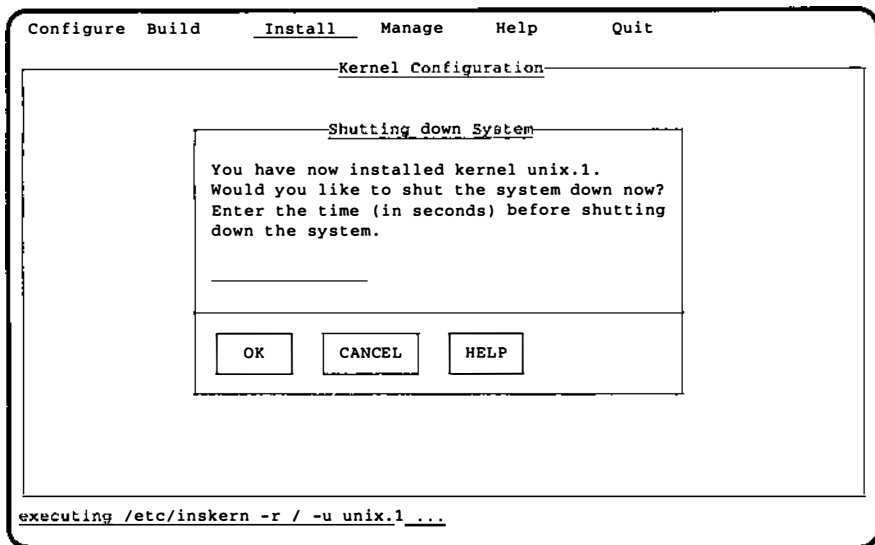 Configure Build Install Manage Help Quit
Kernel Configuration
Shutting down System
You have now installed kernel unix.1.
Would you like to shut the system down now?
Enter the time (in seconds) before shutting
down the system.
OK CANCEL HELP
executing /etc/inskern -r / -u unix.1 ...